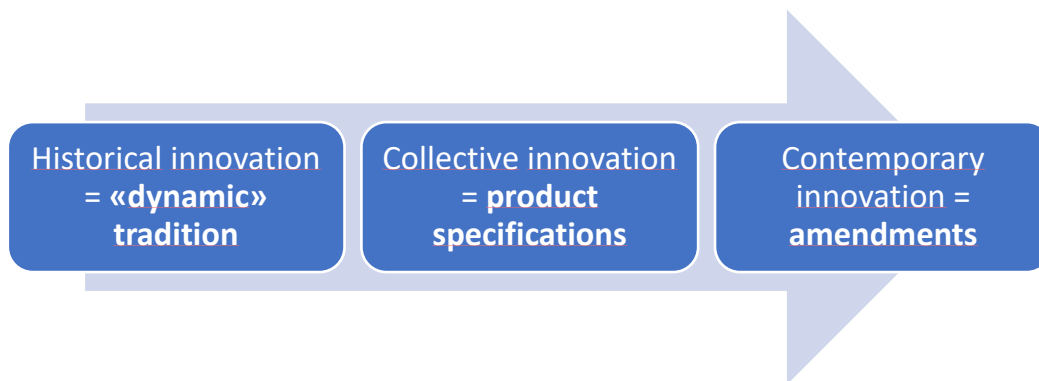 Historical innovation
= «dynamic»
tradition
Collective innovation
= product
specifications
Contemporary
innovation =
amendments